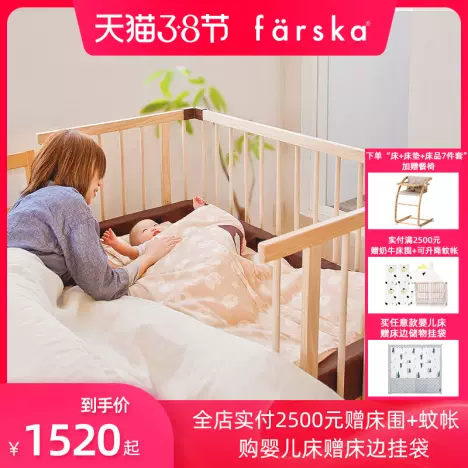 天猫3.8节 färska®
下单“床+床垫+床品7件套”
加赠餐椅
实付满2500元
赠奶牛床围+可升降蚊帐
买任意款婴儿床
赠床边储物挂袋
到手价
¥1520起
全店实付2500元赠床围+蚊帐
购婴儿床赠床边挂袋